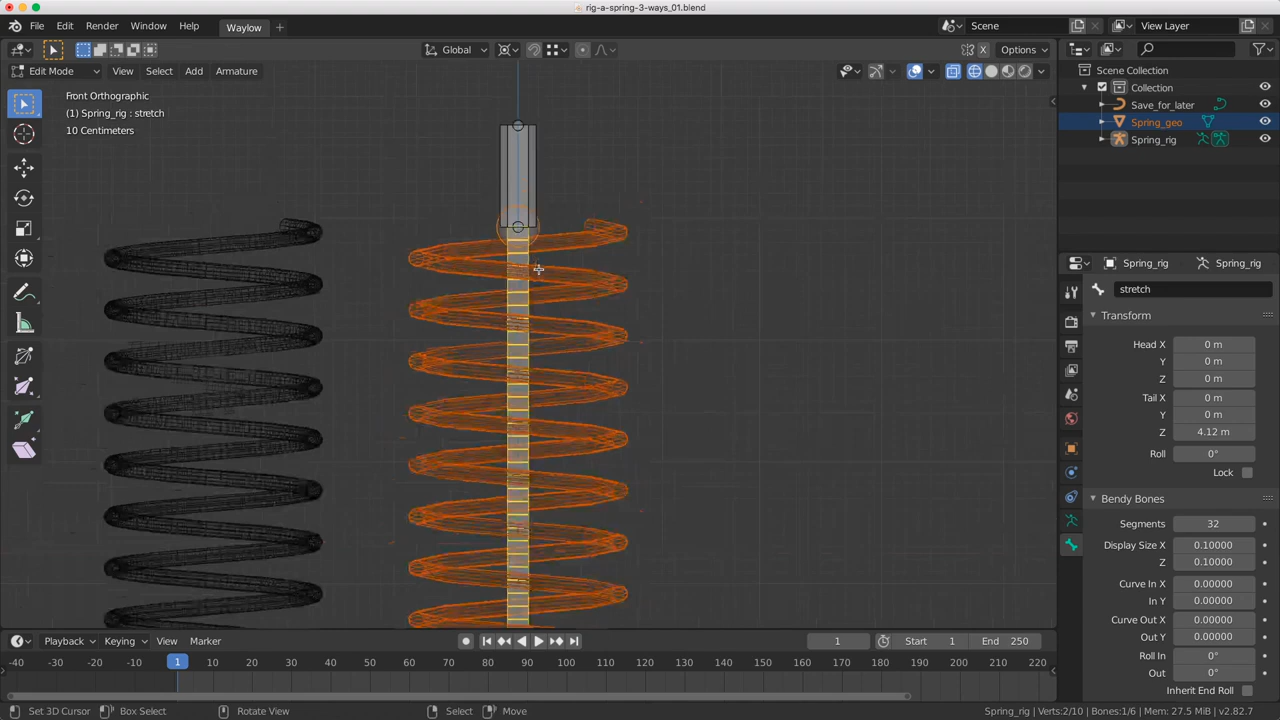 rig-a-spring-3-ways_01.blend
File Edit Render Window Help Waylow + Scene View Layer
Global Options
Edit Mode View Select Add Armature
Front Orthographic
(1) Spring_rig : stretch
10 Centimeters
X
Scene Collection
Collection
Save_for_later
Spring_geo
Spring_rig
Spring_rig Spring_rig
stretch
Transform
Head X 0 m
Y 0 m
Z 0 m
Tail X 0 m
Y 0 m
Z 4.12 m
Roll 0°
Lock
Bendy Bones
Segments 32
Display Size X 0.10000
Z 0.10000
Curve In X 0.00000
In Y 0.00000
Curve Out X 0.00000
Out Y 0.00000
Roll In 0°
Out 0°
Inherit End Roll
Playback Keying View Marker 1 Start 1 End 250
-40 -30 -20 -10 1 10 20 30 40 50 60 70 80 90 100 110 120 130 140 150 160 170 180 190 200 210 220
Set 3D Cursor Box Select Rotate View Select Move Spring_rig | Verts:2/10 | Bones:1/6 | Mem: 27.5 MiB | v2.82.7